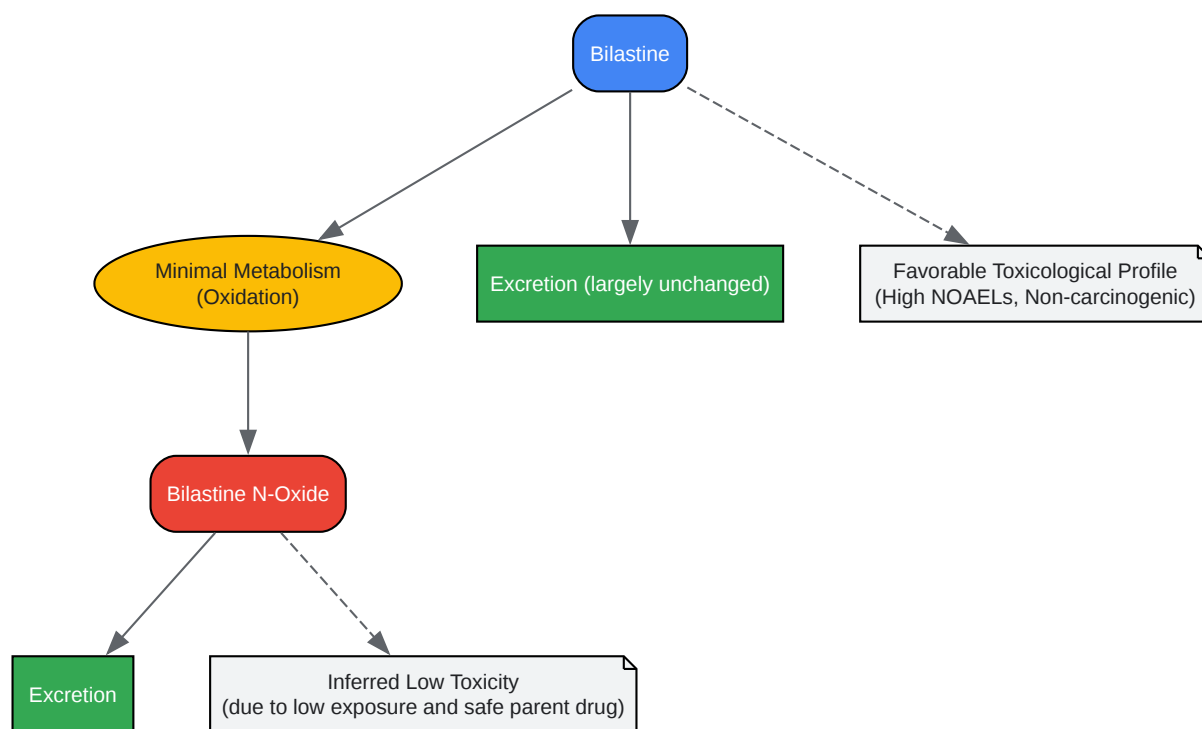 Bilastine
Minimal Metabolism
(Oxidation)
Excretion (largely unchanged)
Favorable Toxicological Profile
(High NOAELs, Non-carcinogenic)
Bilastine N-Oxide
Excretion
Inferred Low Toxicity
(due to low exposure and safe parent drug)